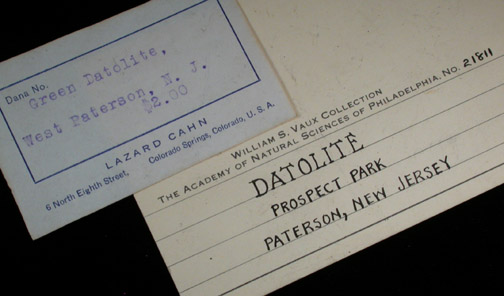 Dana No.
Green Datolite,
West Paterson, N. J.
$2.00
LAZARD CAHN
6 North Eighth Street, Colorado Springs, Colorado, U.S.A.
WILLIAM S. VAUX COLLECTION
THE ACADEMY OF NATURAL SCIENCES OF PHILADELPHIA. NO. 21811
DATOLITE
PROSPECT PARK
PATERSON, NEW JERSEY